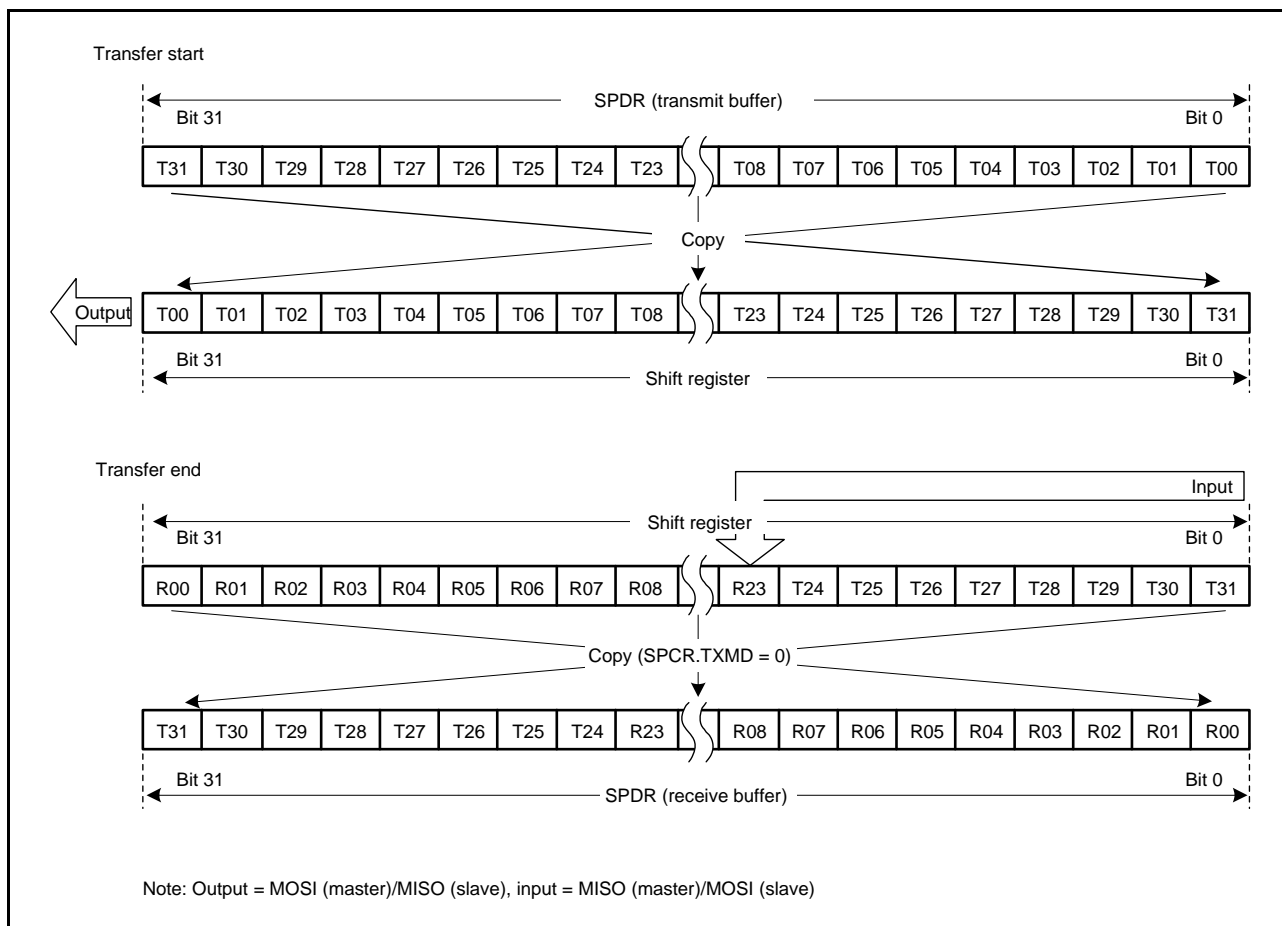 Transfer start
SPDR (transmit buffer)
Bit 31 Bit 0
T31 T30 T29 T28 T27 T26 T25 T24 T23 T08 T07 T06 T05 T04 T03 T02 T01 T00
Copy
Output T00 T01 T02 T03 T04 T05 T06 T07 T08 T23 T24 T25 T26 T27 T28 T29 T30 T31
Bit 31 Bit 0
Shift register
Transfer end
Input
Shift register
Bit 31 Bit 0
R00 R01 R02 R03 R04 R05 R06 R07 R08 R23 T24 T25 T26 T27 T28 T29 T30 T31
Copy (SPCR.TXMD = 0)
T31 T30 T29 T28 T27 T26 T25 T24 R23 R08 R07 R06 R05 R04 R03 R02 R01 R00
Bit 31 Bit 0
SPDR (receive buffer)
Note: Output = MOSI (master)/MISO (slave), input = MISO (master)/MOSI (slave)